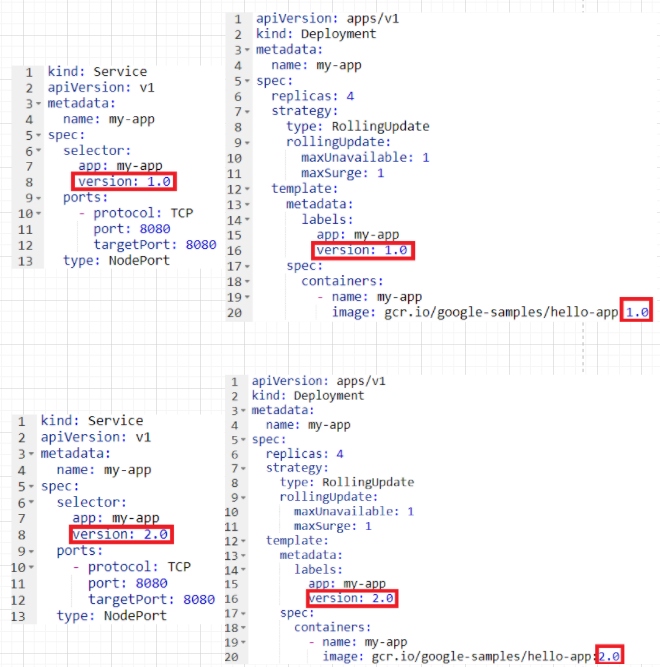 1 kind: Service
2 apiVersion: v1
3 metadata:
4 name: my-app
5 spec:
6 selector:
7 app: my-app
8 version: 1.0
9 ports:
10 - protocol: TCP
11 port: 8080
12 targetPort: 8080
13 type: NodePort
1 apiVersion: apps/v1
2 kind: Deployment
3 metadata:
4 name: my-app
5 spec:
6 replicas: 4
7 strategy:
8 type: RollingUpdate
9 rollingUpdate:
10 maxUnavailable: 1
11 maxSurge: 1
12 template:
13 metadata:
14 labels:
15 app: my-app
16 version: 1.0
17 spec:
18 containers:
19 - name: my-app
20 image: gcr.io/google-samples/hello-app 1.0
1 kind: Service
2 apiVersion: v1
3 metadata:
4 name: my-app
5 spec:
6 selector:
7 app: my-app
8 version: 2.0
9 ports:
10 - protocol: TCP
11 port: 8080
12 targetPort: 8080
13 type: NodePort
1 apiVersion: apps/v1
2 kind: Deployment
3 metadata:
4 name: my-app
5 spec:
6 replicas: 4
7 strategy:
8 type: RollingUpdate
9 rollingUpdate:
10 maxUnavailable: 1
11 maxSurge: 1
12 template:
13 metadata:
14 labels:
15 app: my-app
16 version: 2.0
17 spec:
18 containers:
19 - name: my-app
20 image: gcr.io/google-samples/hello-app:2.0